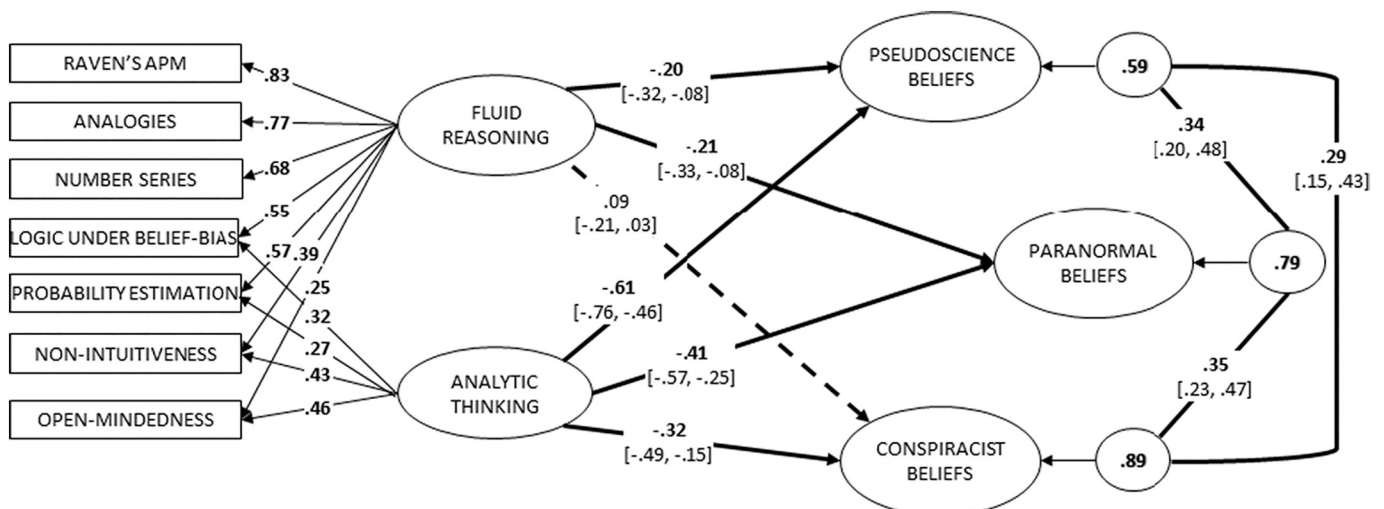 RAVEN'S APM
ANALOGIES
NUMBER SERIES
LOGIC UNDER BELIEF-BIAS
PROBABILITY ESTIMATION
NON-INTUITIVENESS
OPEN-MINDEDNESS
.83
.77
.68
.55
.57
.39
.25
.32
.27
.43
.46
FLUID
REASONING
ANALYTIC
THINKING
-.20
[-.32, -.08]
-.21
[-.33, -.08]
.09
[-.21, .03]
-.61
[-.76, -.46]
-.41
[-.57, -.25]
-.32
[-.49, -.15]
PSEUDOSCIENCE
BELIEFS
PARANORMAL
BELIEFS
CONSPIRACIST
BELIEFS
.59
.79
.89
.34
[.20, .48]
.29
[.15, .43]
.35
[.23, .47]